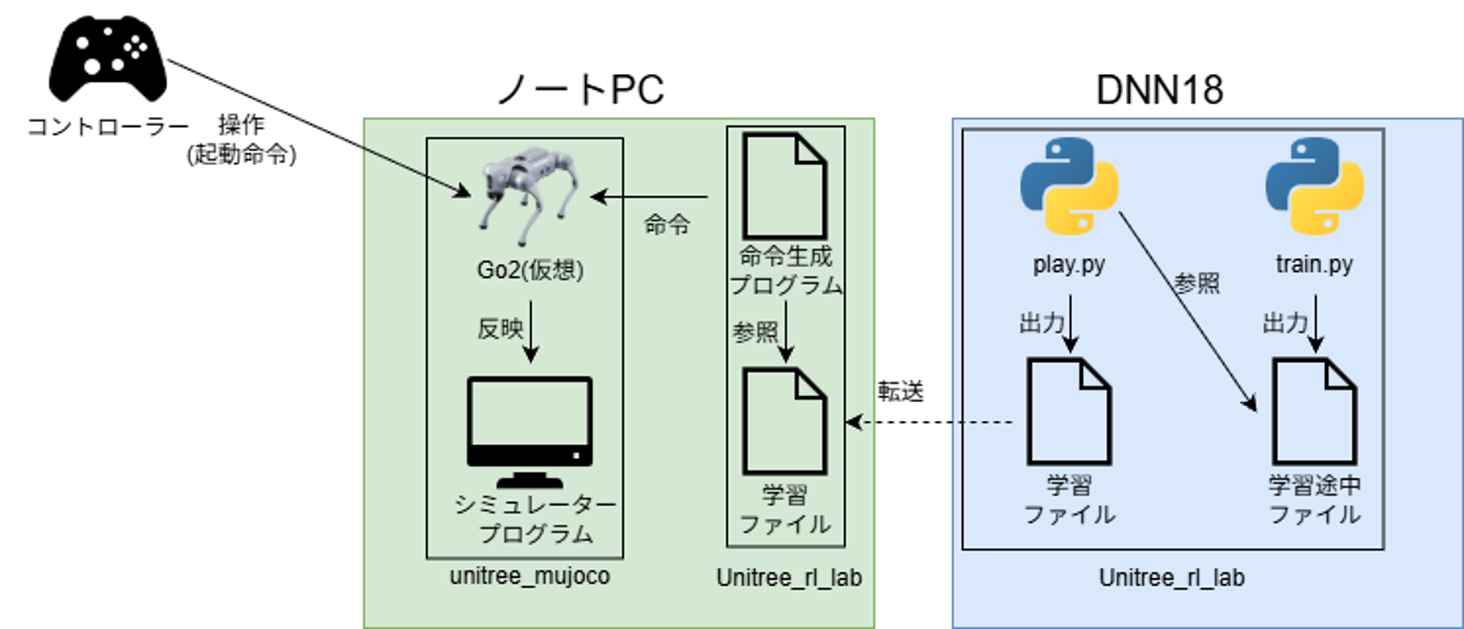 コントローラー
操作
(起動命令)
ノートPC
Go2(仮想)
反映
シミュレーター
プログラム
unitree_mujoco
命令
命令生成
プログラム
参照
学習
ファイル
Unitree_rl_lab
転送
DNN18
play.py
出力
学習
ファイル
参照
train.py
出力
学習途中
ファイル
Unitree_rl_lab